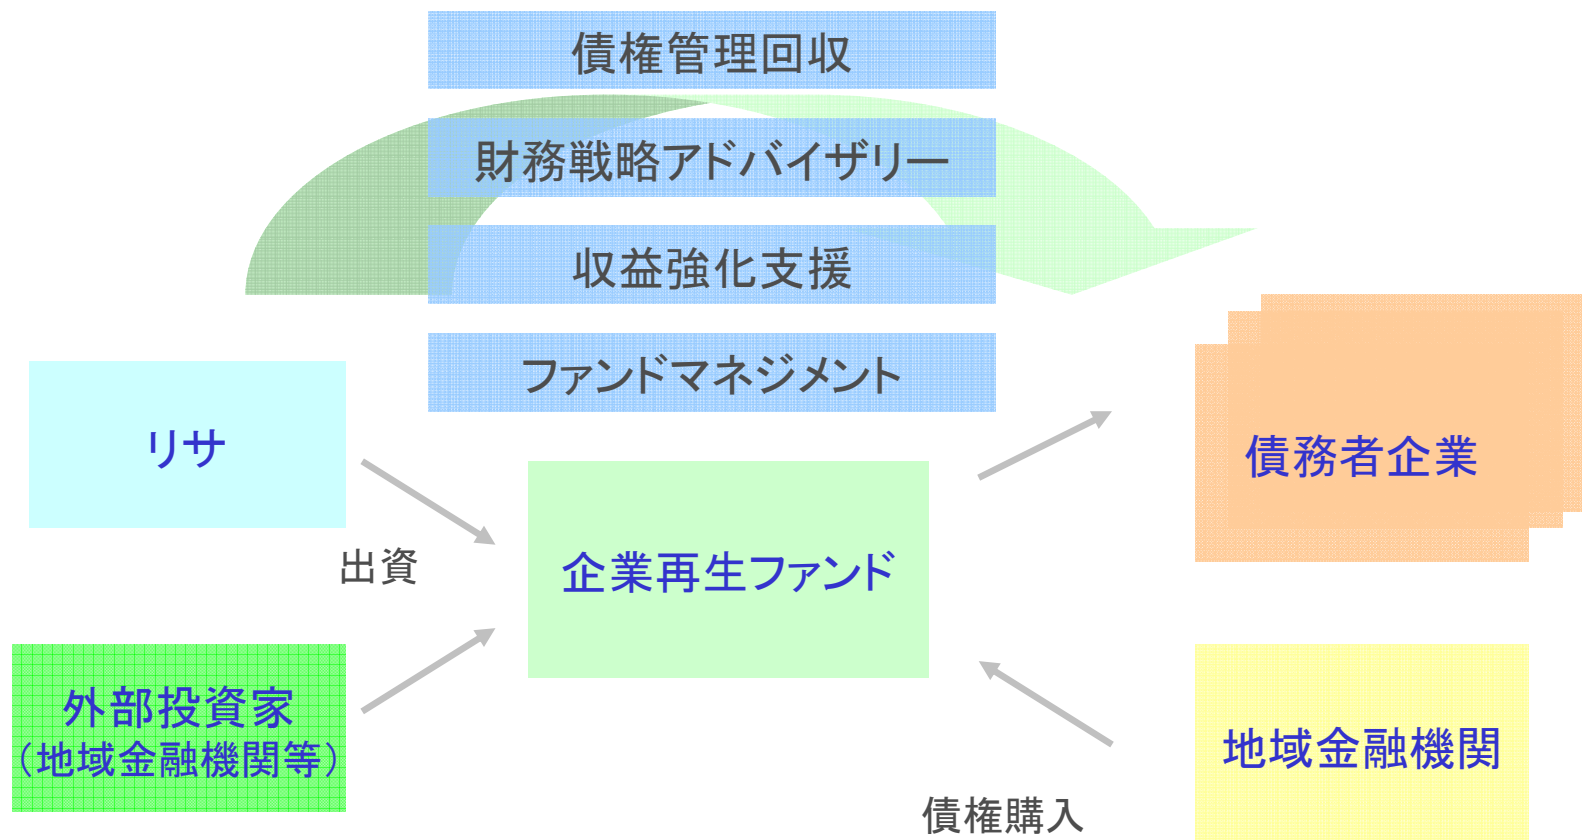 債権管理回収
財務戦略アドバイザリー
収益強化支援
ファンドマネジメント
リサ
債務者企業
出資
企業再生ファンド
外部投資家
(地域金融機関等)
地域金融機関
債権購入